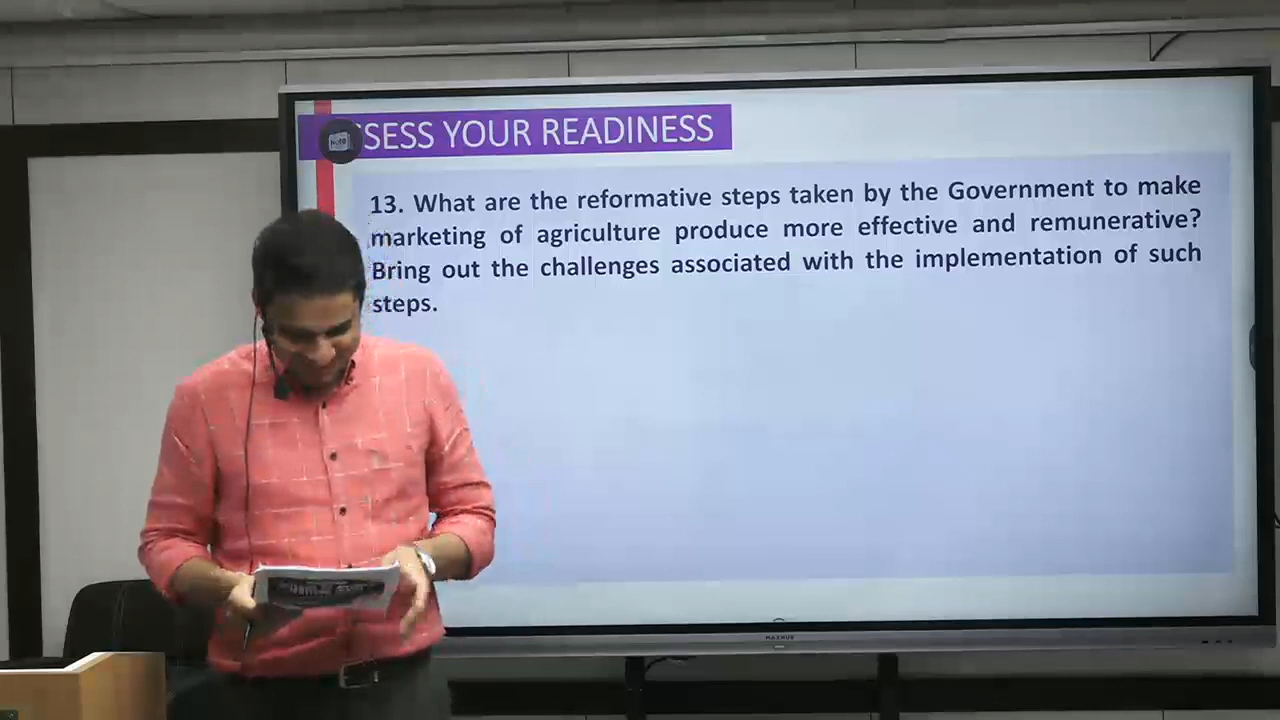 SESS YOUR READINESS
13. What are the reformative steps taken by the Government to make
marketing of agriculture produce more effective and remunerative?
Bring out the challenges associated with the implementation of such
steps.
MAXHUB